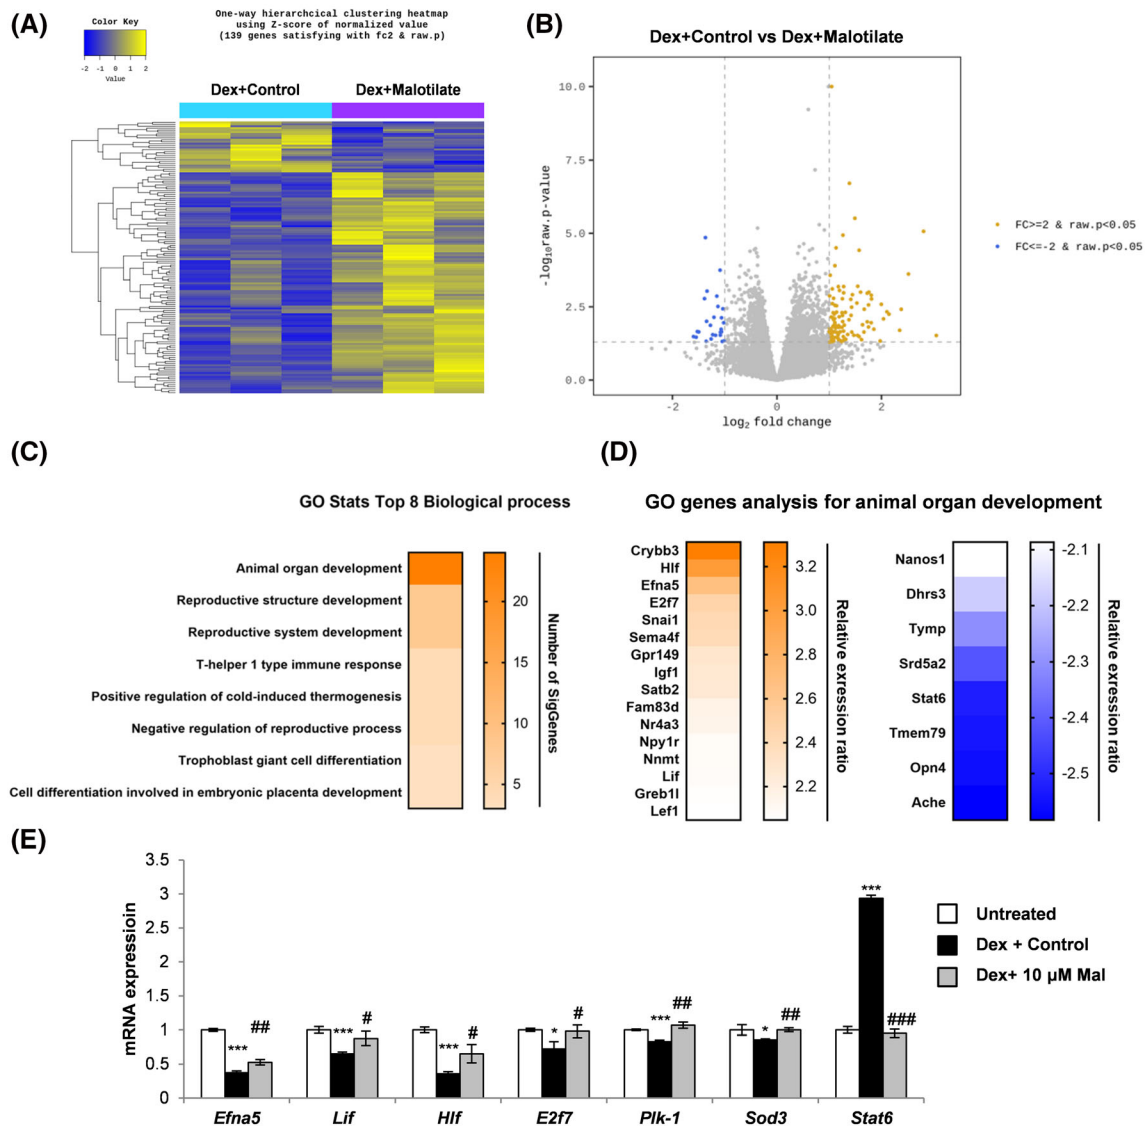 (A)
One-way hierarchcical clustering heatmap
using Z-score of normalized value
(139 genes satisfying with fc2 & raw.p)
Color Key
-2 -1 0 1 2
Value
Dex+Control
Dex+Malotilate
(B)
Dex+Control vs Dex+Malotilate
10.0
7.5
5.0
2.5
0.0
-log10raw.p-value
-2 0 2
log2 fold change
FC>=2 & raw.p<0.05
FC<=-2 & raw.p<0.05
(C)
GO Stats Top 8 Biological process
Animal organ development
Reproductive structure development
Reproductive system development
T-helper 1 type immune response
Positive regulation of cold-induced thermogenesis
Negative regulation of reproductive process
Trophoblast giant cell differentiation
Cell differentiation involved in embryonic placenta development
20
15
10
5
Number of SigGenes
(D)
GO genes analysis for animal organ development
Crybb3
Hlf
Efna5
E2f7
Snai1
Sema4f
Gpr149
Igf1
Satb2
Fam83d
Nr4a3
Npy1r
Nnmt
Lif
Greb1l
Lef1
3.2
3.0
2.8
2.6
2.4
2.2
Relative exression ratio
Nanos1
Dhrs3
Tymp
Srd5a2
Stat6
Tmem79
Opn4
Ache
-2.1
-2.2
-2.3
-2.4
-2.5
Relative exression ratio
(E)
mRNA expressioin
3.5
3
2.5
2
1.5
1
0.5
0
*** ##
*** #
*** #
* #
*** ##
* ##
*** ###
Efna5 Lif Hlf E2f7 Plk-1 Sod3 Stat6
Untreated
Dex + Control
Dex+ 10 µM Mal